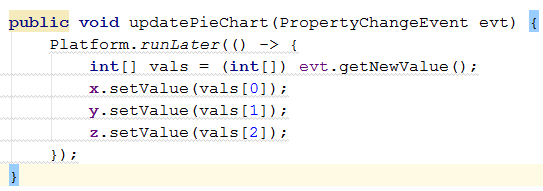 public void updatePieChart(PropertyChangeEvent evt) {
    Platform.runLater(() -> {
        int[] vals = (int[]) evt.getNewValue();
        x.setValue(vals[0]);
        y.setValue(vals[1]);
        z.setValue(vals[2]);
    });
}